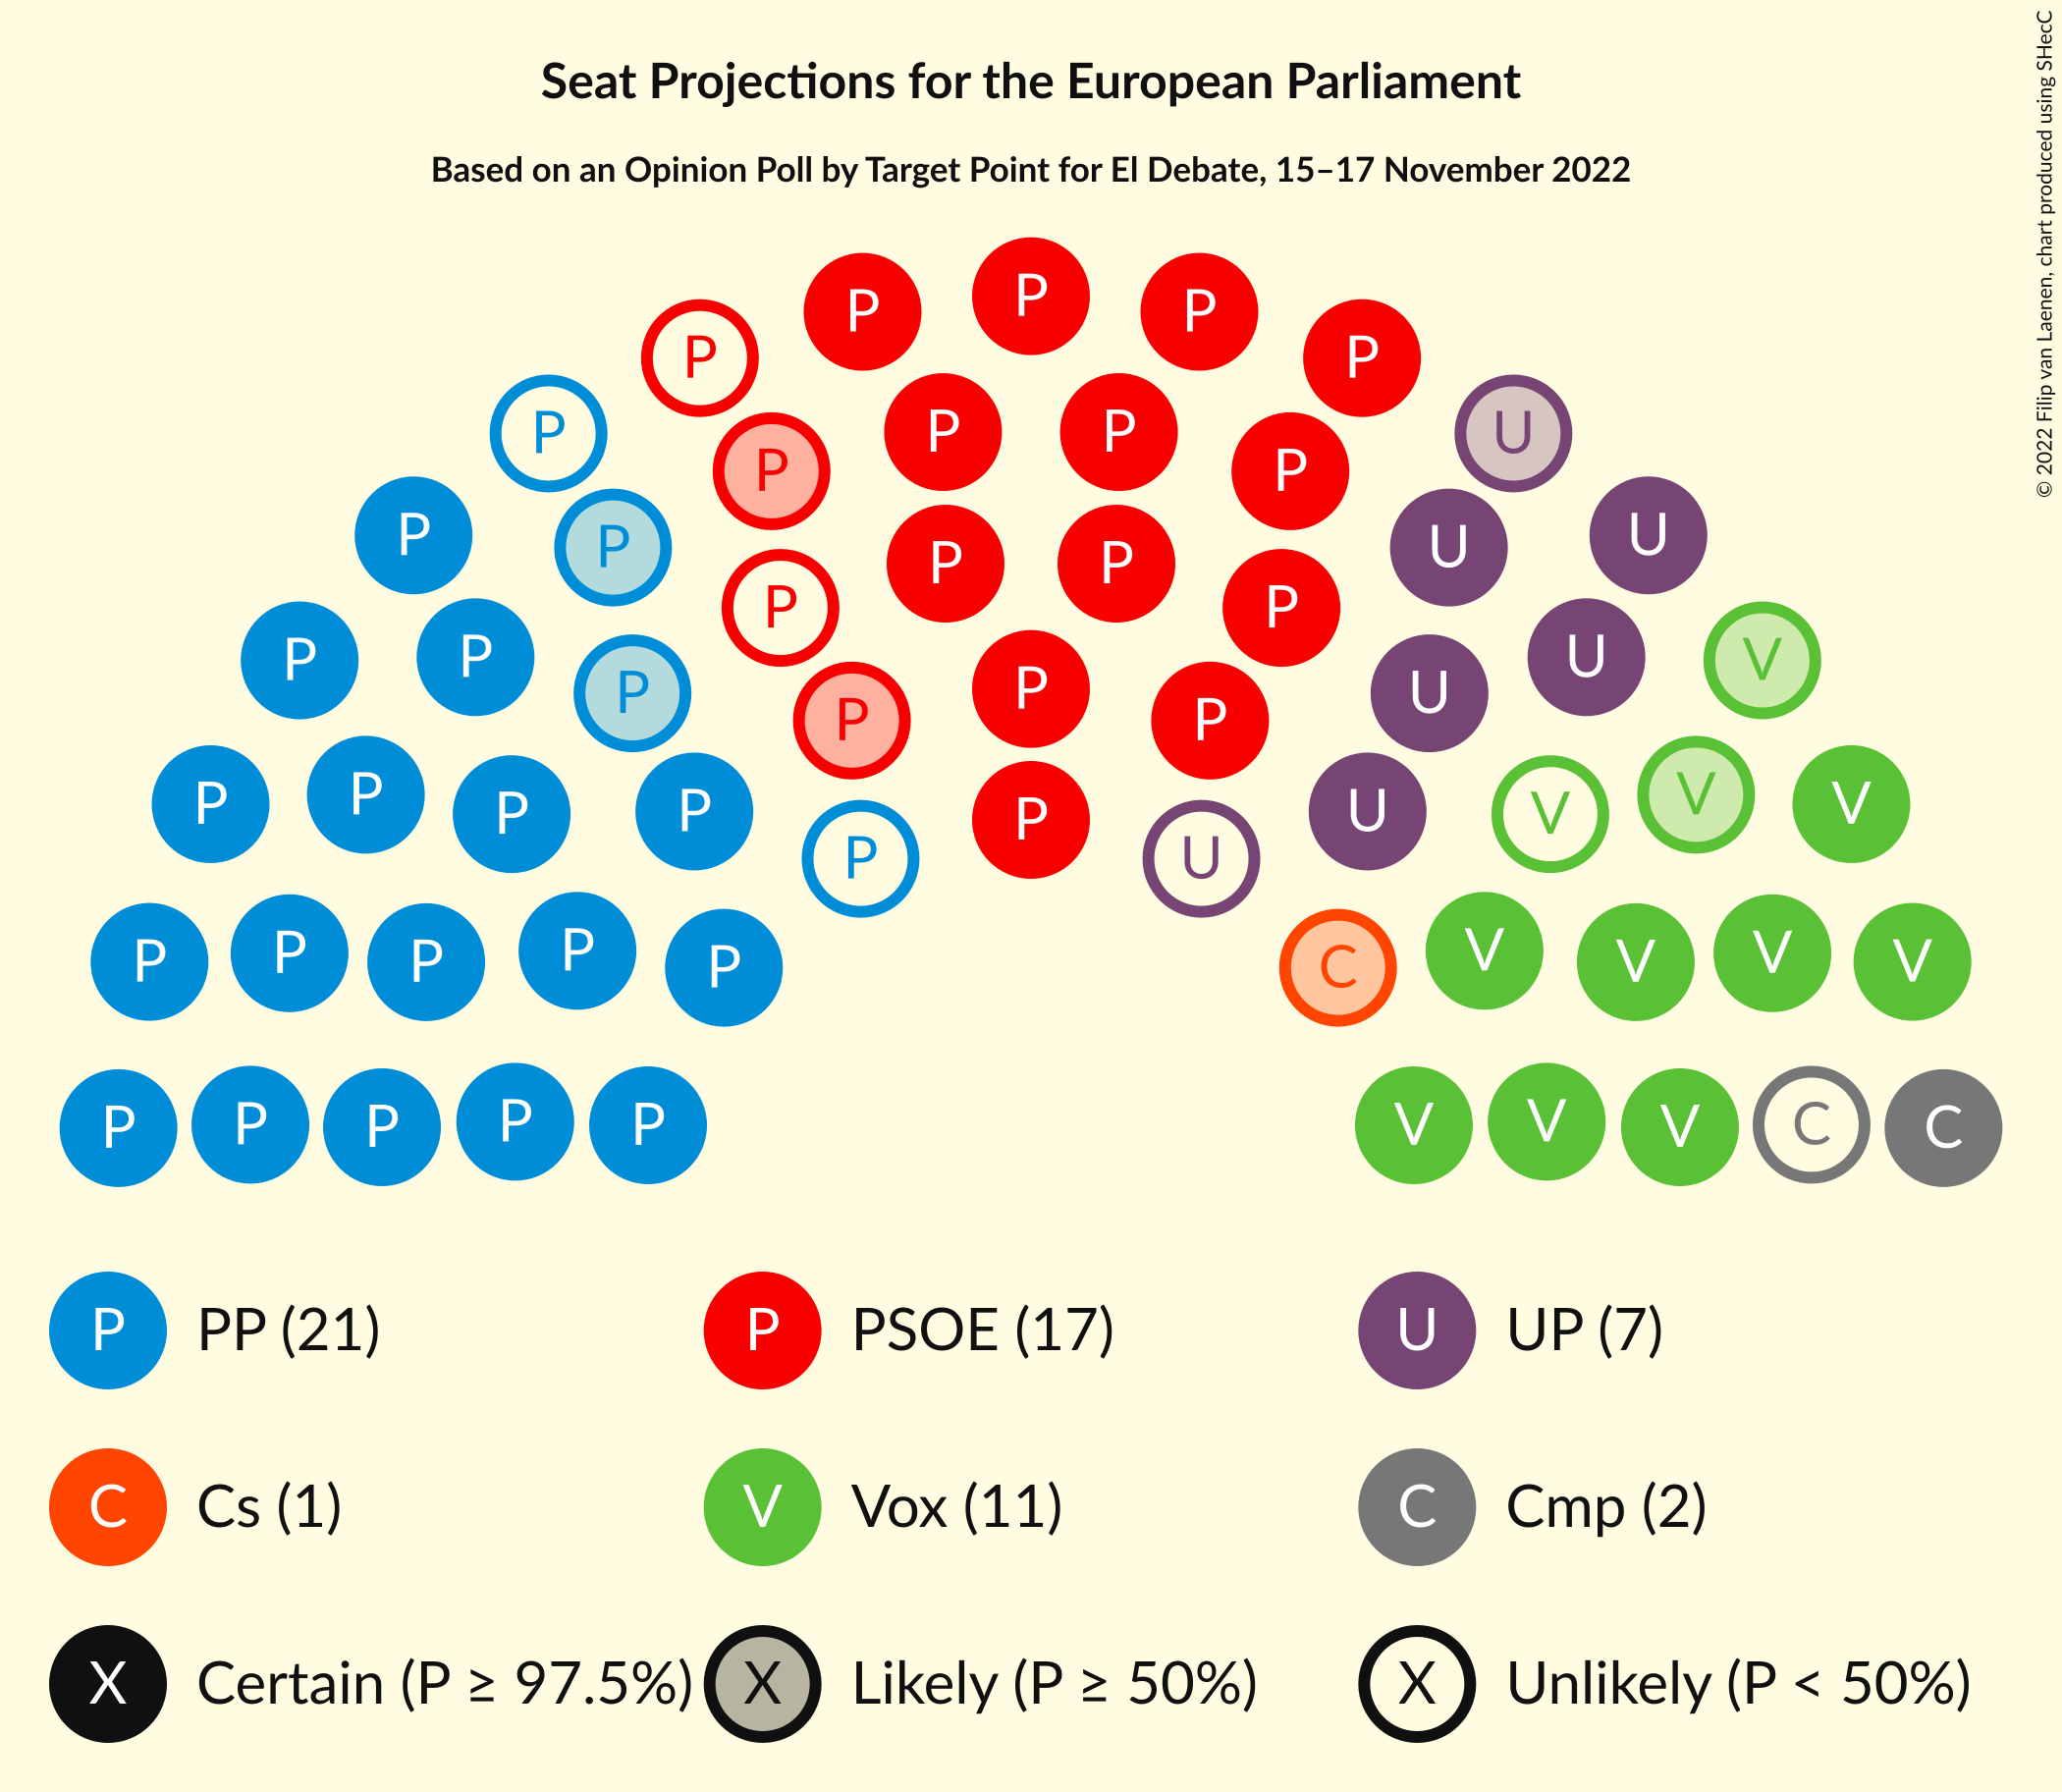 Seat Projections for the European Parliament
Based on an Opinion Poll by Target Point for El Debate, 15–17 November 2022
© 2022 Filip van Laenen, chart produced using SHecC
P P P P P
P P P P
P U
P P P
P P U U
P P P U
P P P V
P P U
P P U
P P P U V V V
P P U
P P P P P C V V V V
P P P P P V V V C C
P PP (21) P PSOE (17) U UP (7)
C Cs (1) V Vox (11) C Cmp (2)
X Certain (P ≥ 97.5%) X Likely (P ≥ 50%) X Unlikely (P < 50%)